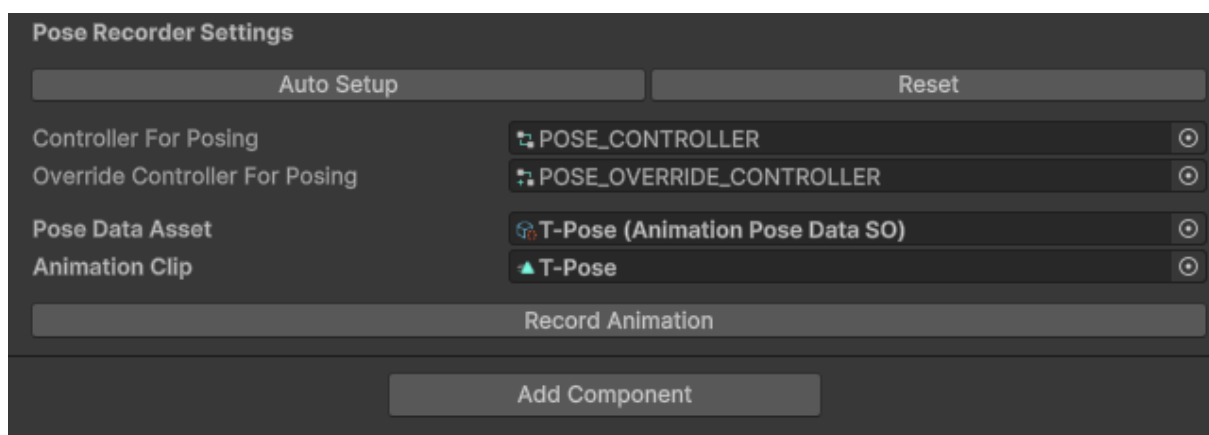 Pose Recorder Settings
Auto Setup Reset
Controller For Posing POSE_CONTROLLER
Override Controller For Posing POSE_OVERRIDE_CONTROLLER
Pose Data Asset T-Pose (Animation Pose Data SO)
Animation Clip T-Pose
Record Animation
Add Component